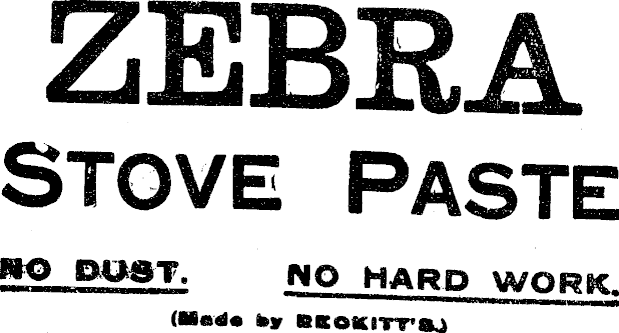 ZEBRA
STOVE PASTE
NO DUST. NO HARD WORK.
(Made by RECKITT'S.)